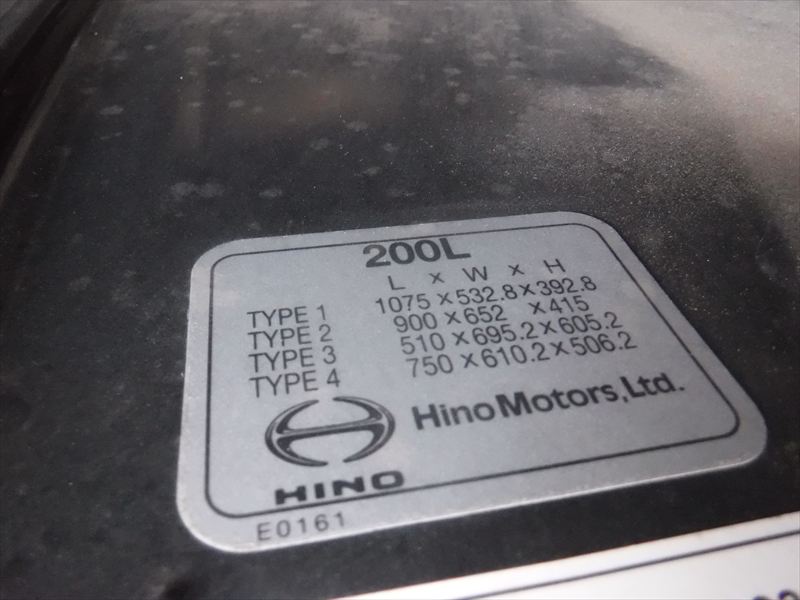 200L
L × W × H
TYPE 1 1075×532.8×392.8
TYPE 2 900×652 ×415
TYPE 3 510×695.2×605.2
TYPE 4 750×610.2×506.2
Hino Motors, Ltd.
HINO
E0161